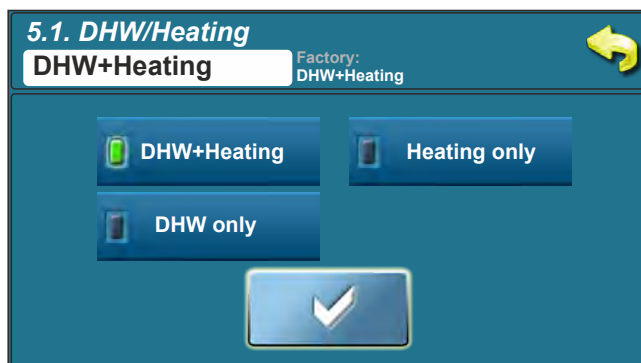 5.1. DHW/Heating
DHW+Heating
Factory:
DHW+Heating
DHW+Heating
Heating only
DHW only